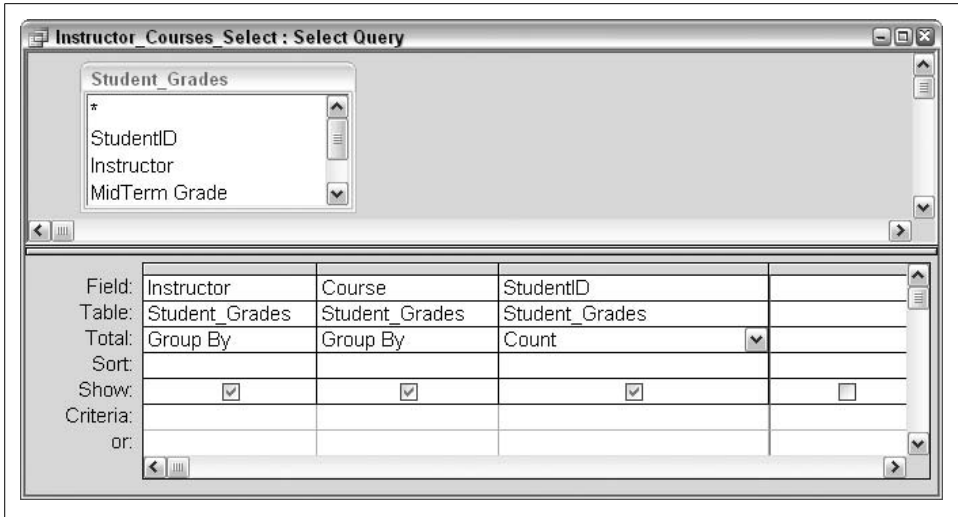 Instructor_Courses_Select : Select Query
Student_Grades
*
StudentID
Instructor
MidTerm Grade
Field: Instructor Course StudentID
Table: Student_Grades Student_Grades Student_Grades
Total: Group By Group By Count
Sort:
Show:
Criteria:
or: